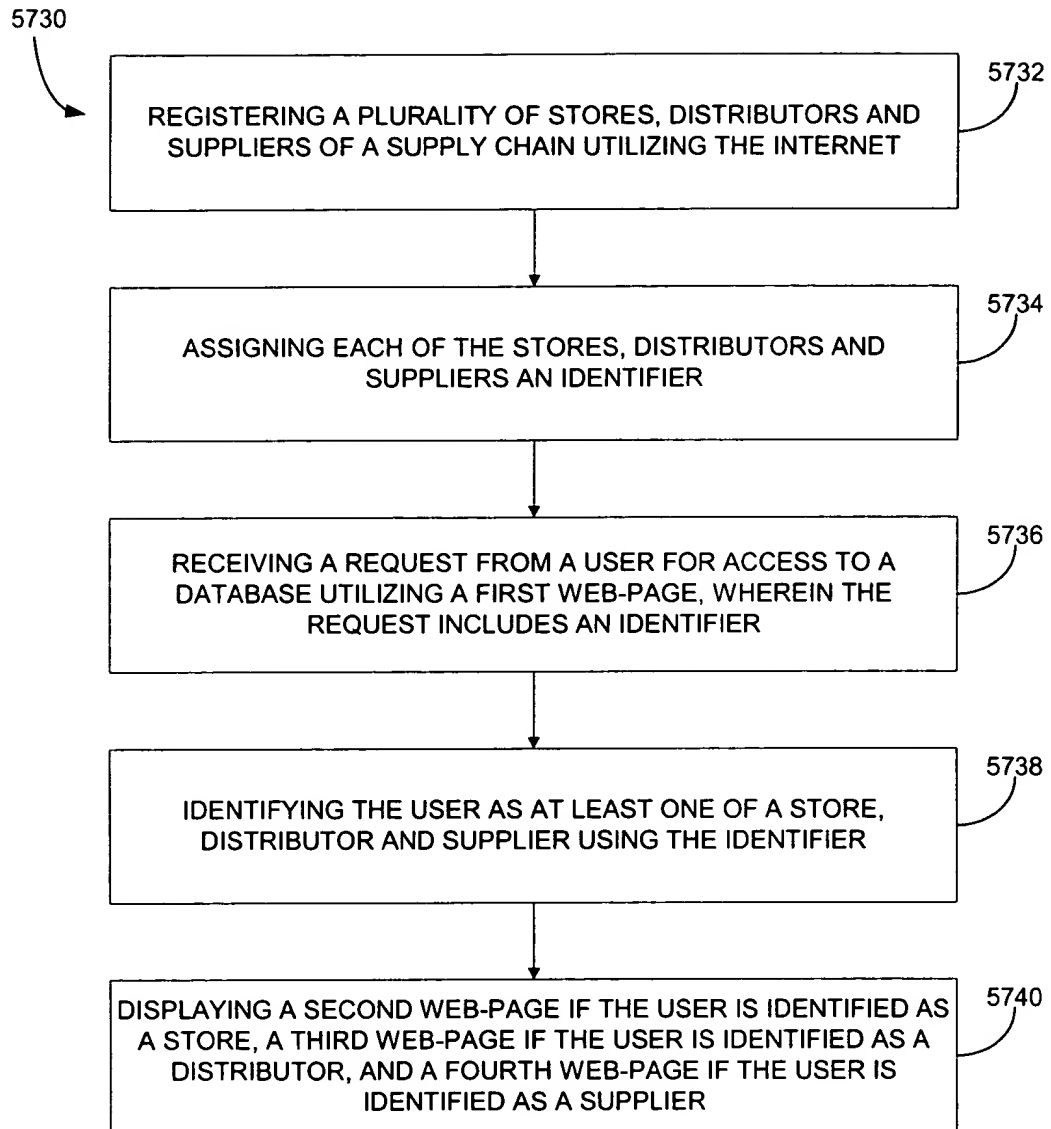 5730
5732
REGISTERING A PLURALITY OF STORES, DISTRIBUTORS AND
SUPPLIERS OF A SUPPLY CHAIN UTILIZING THE INTERNET
5734
ASSIGNING EACH OF THE STORES, DISTRIBUTORS AND
SUPPLIERS AN IDENTIFIER
5736
RECEIVING A REQUEST FROM A USER FOR ACCESS TO A
DATABASE UTILIZING A FIRST WEB-PAGE, WHEREIN THE
REQUEST INCLUDES AN IDENTIFIER
5738
IDENTIFYING THE USER AS AT LEAST ONE OF A STORE,
DISTRIBUTOR AND SUPPLIER USING THE IDENTIFIER
5740
DISPLAYING A SECOND WEB-PAGE IF THE USER IS IDENTIFIED AS
A STORE, A THIRD WEB-PAGE IF THE USER IS IDENTIFIED AS A
DISTRIBUTOR, AND A FOURTH WEB-PAGE IF THE USER IS
IDENTIFIED AS A SUPPLIER